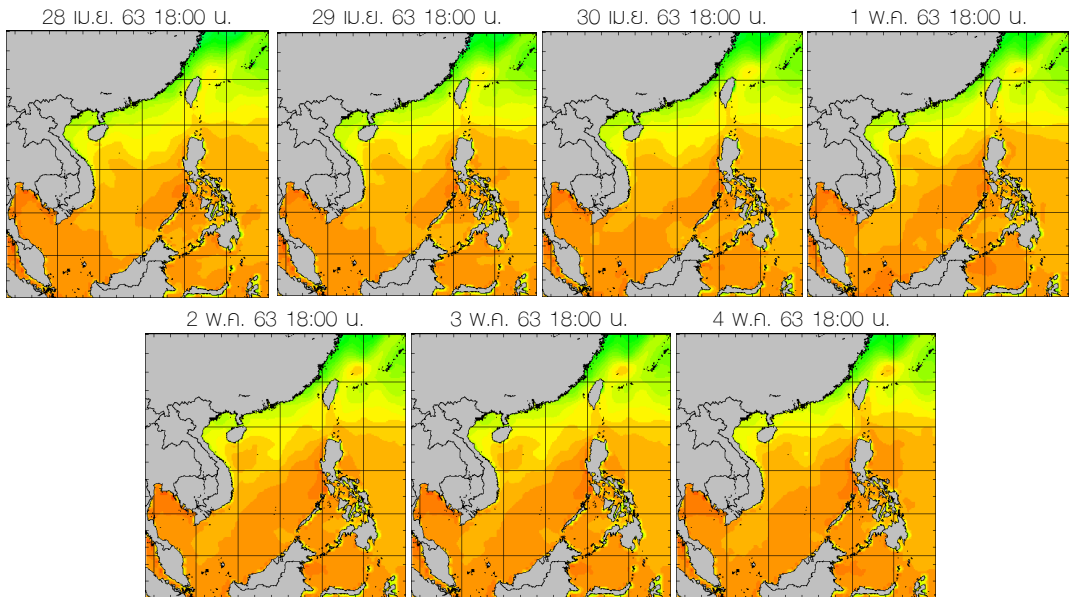 28 เม.ย. 63 18:00 น.
29 เม.ย. 63 18:00 น.
30 เม.ย. 63 18:00 น.
1 พ.ค. 63 18:00 น.
2 พ.ค. 63 18:00 น.
3 พ.ค. 63 18:00 น.
4 พ.ค. 63 18:00 น.